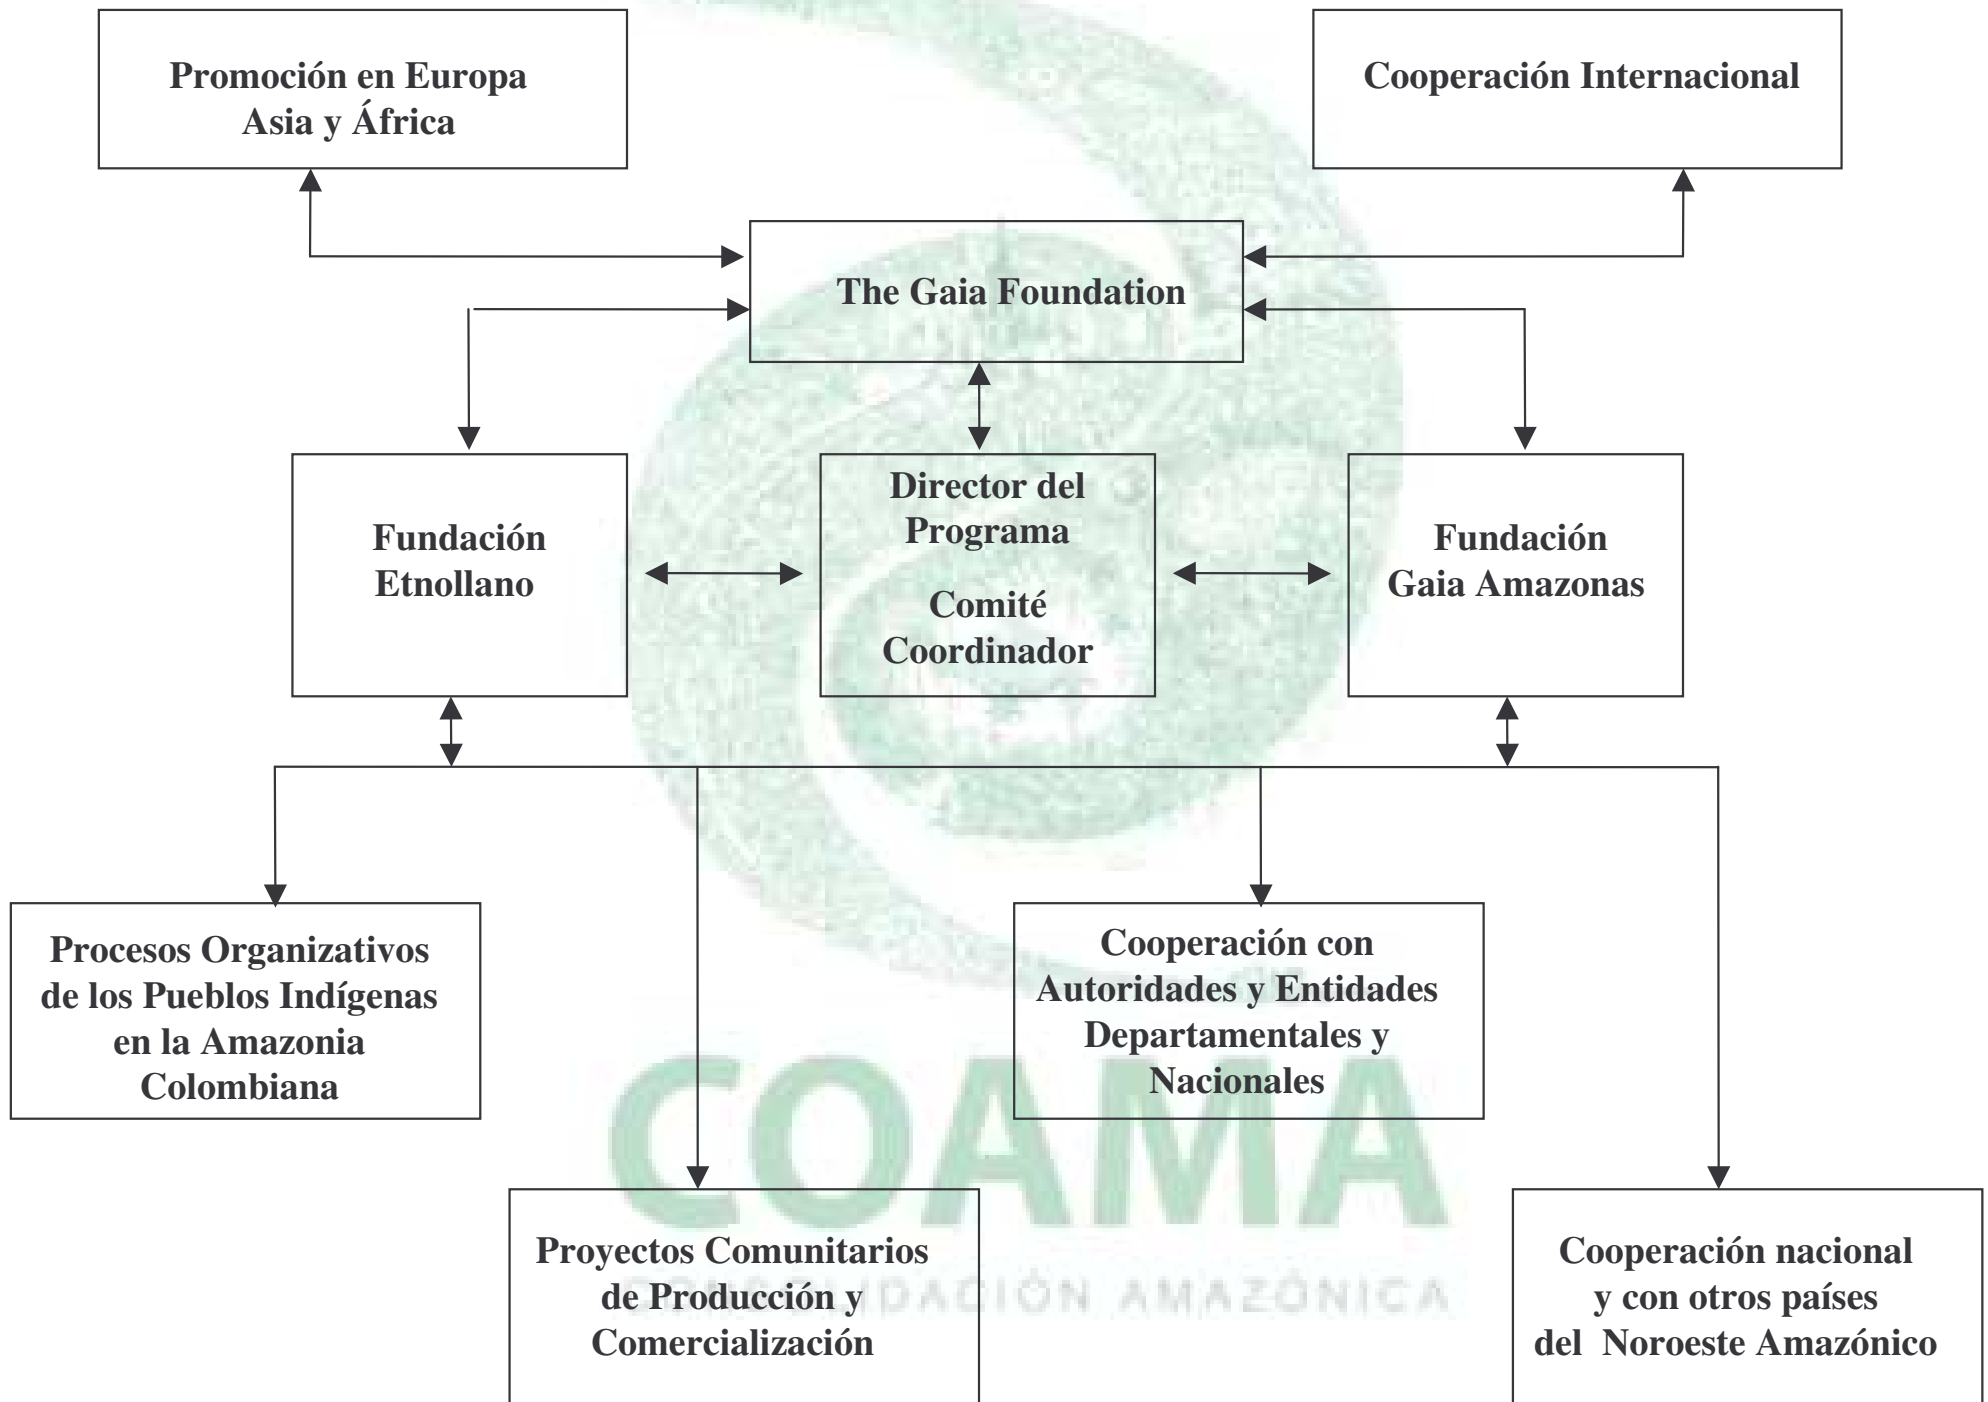 Promoción en Europa
Asia y África
Cooperación Internacional
The Gaia Foundation
Fundación
Etnollano
Director del
Programa
Comité
Coordinador
Fundación
Gaia Amazonas
Procesos Organizativos
de los Pueblos Indígenas
en la Amazonia
Colombiana
Cooperación con
Autoridades y Entidades
Departamentales y
Nacionales
COAMA
CONSOLIDACIÓN AMAZÓNICA
Proyectos Comunitarios
de Producción y
Comercialización
Cooperación nacional
y con otros países
del Noroeste Amazónico